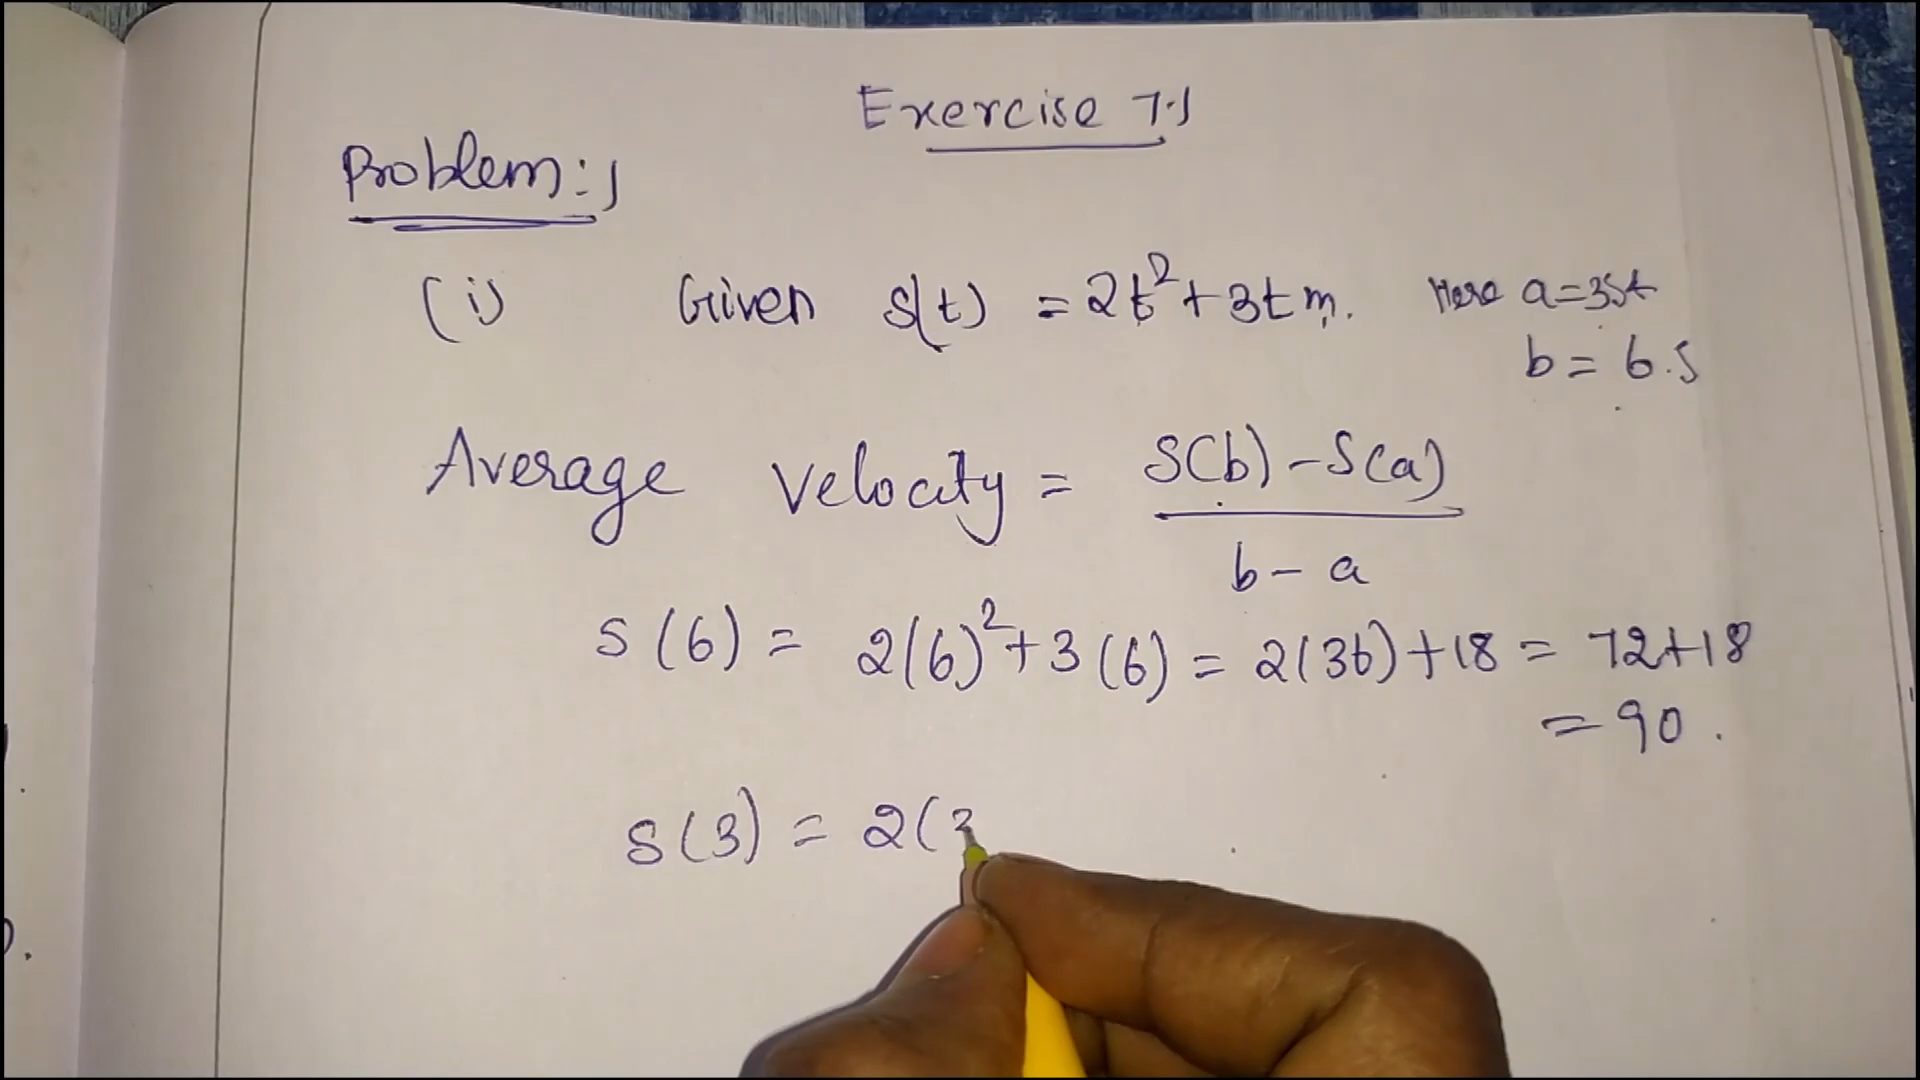 Exercise 7.1
Problem: 1
(i) Given s(t) = 2t²+3t m. Here a=3
b = 6.s
Average velocity = S(b)-S(a)
b-a
s(6) = 2(6)²+3(6) = 2(36)+18 = 72+18
= 90.
s(3) = 2(3